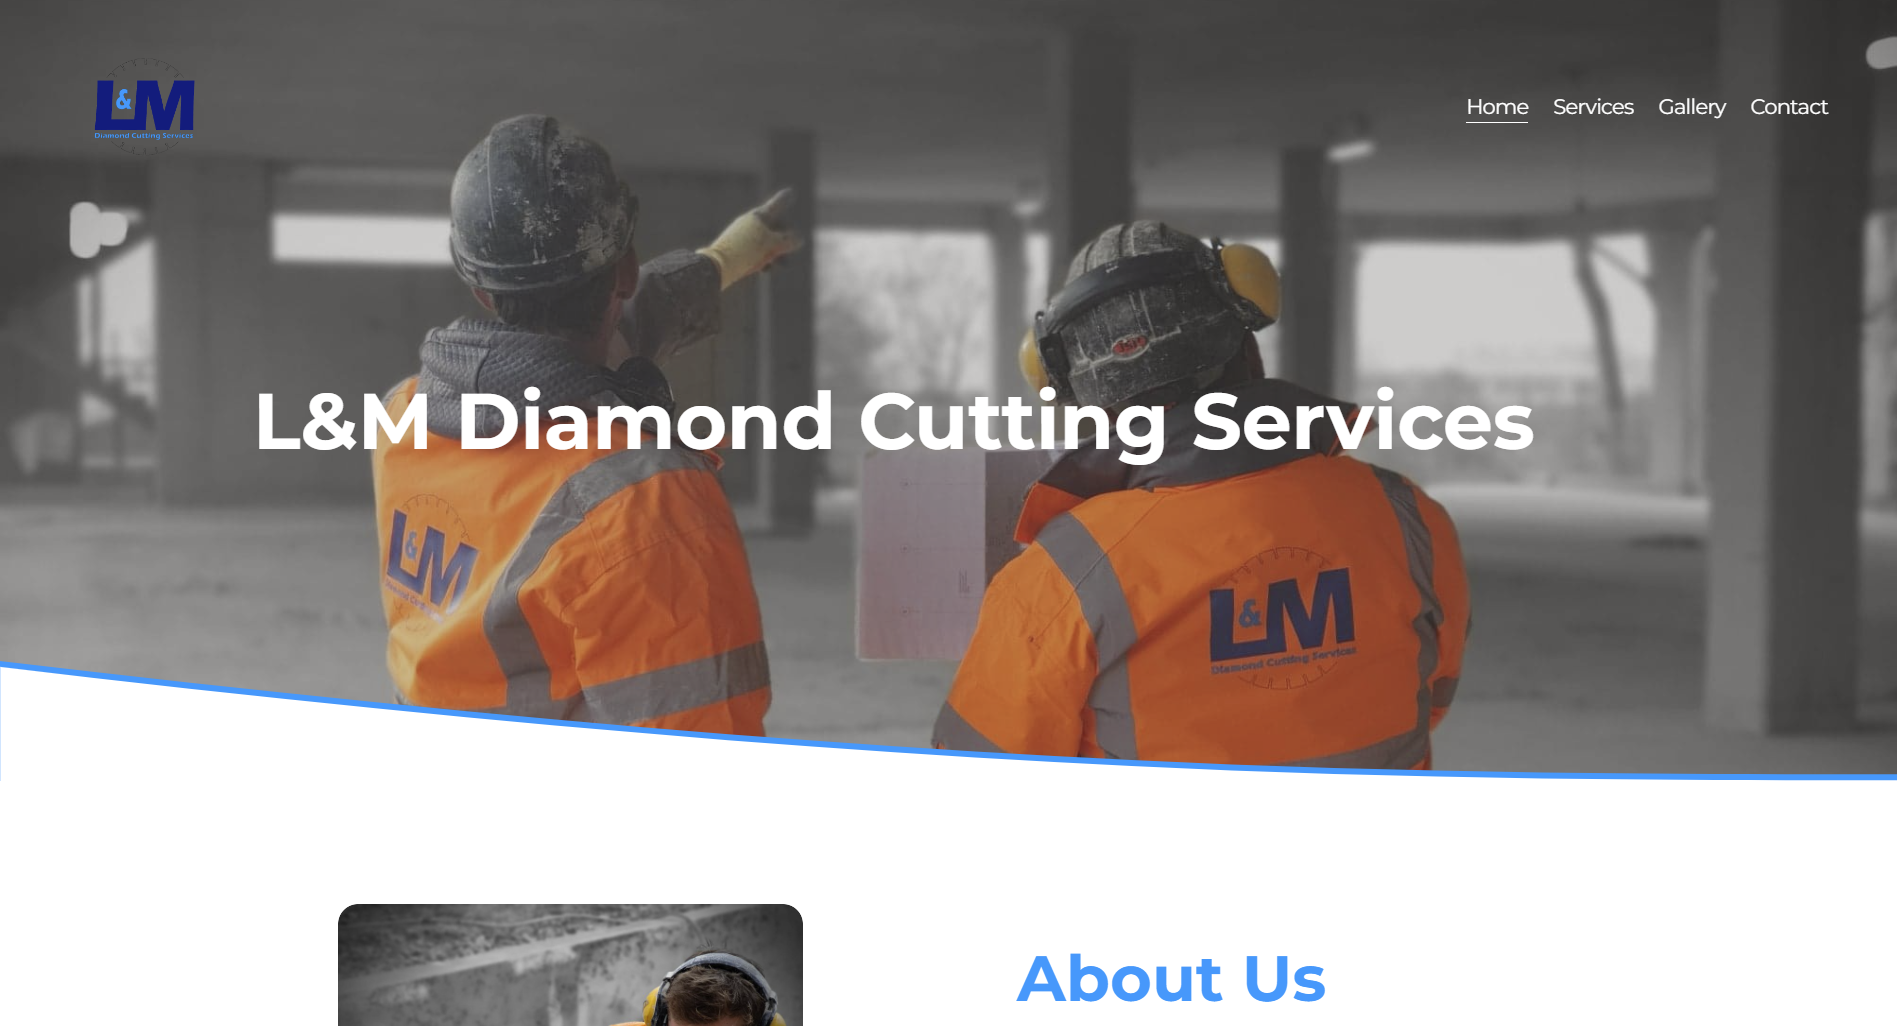 L&M
Diamond Cutting Services
Home Services Gallery Contact
L&M Diamond Cutting Services
L&M
L&M
Diamond Cutting Services
About Us